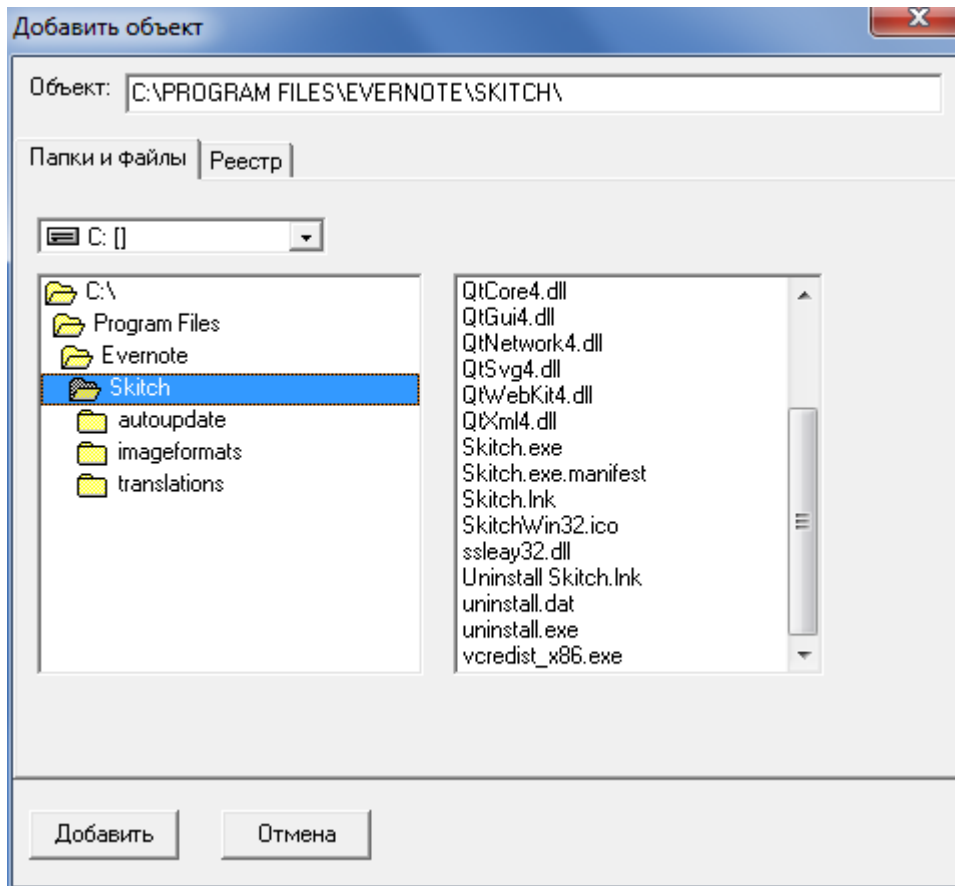 Добавить объект
Объект: C:\PROGRAM FILES\EVERNOTE\SKITCH\
Папки и файлы Реестр
C: []
C:\
Program Files
Evernote
Skitch
autoupdate
imageformats
translations
QtCore4.dll
QtGui4.dll
QtNetwork4.dll
QtSvg4.dll
QtWebKit4.dll
QtXml4.dll
Skitch.exe
Skitch.exe.manifest
Skitch.lnk
SkitchWin32.ico
ssleay32.dll
Uninstall Skitch.lnk
uninstall.dat
uninstall.exe
vcredist_x86.exe
Добавить Отмена